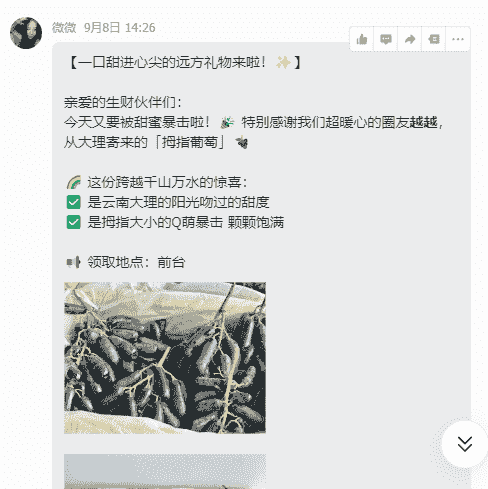 微微 9月8日 14:26
【一口甜进心尖的远方礼物来啦！✨】
亲爱的生财伙伴们：
今天又要被甜蜜暴击啦！🎉 特别感谢我们超暖心的圈友越越，
从大理寄来的「拇指葡萄」🍇
🌈 这份跨越千山万水的惊喜：
✅ 是云南大理的阳光吻过的甜度
✅ 是拇指大小的Q萌暴击 颗颗饱满
📢 领取地点：前台